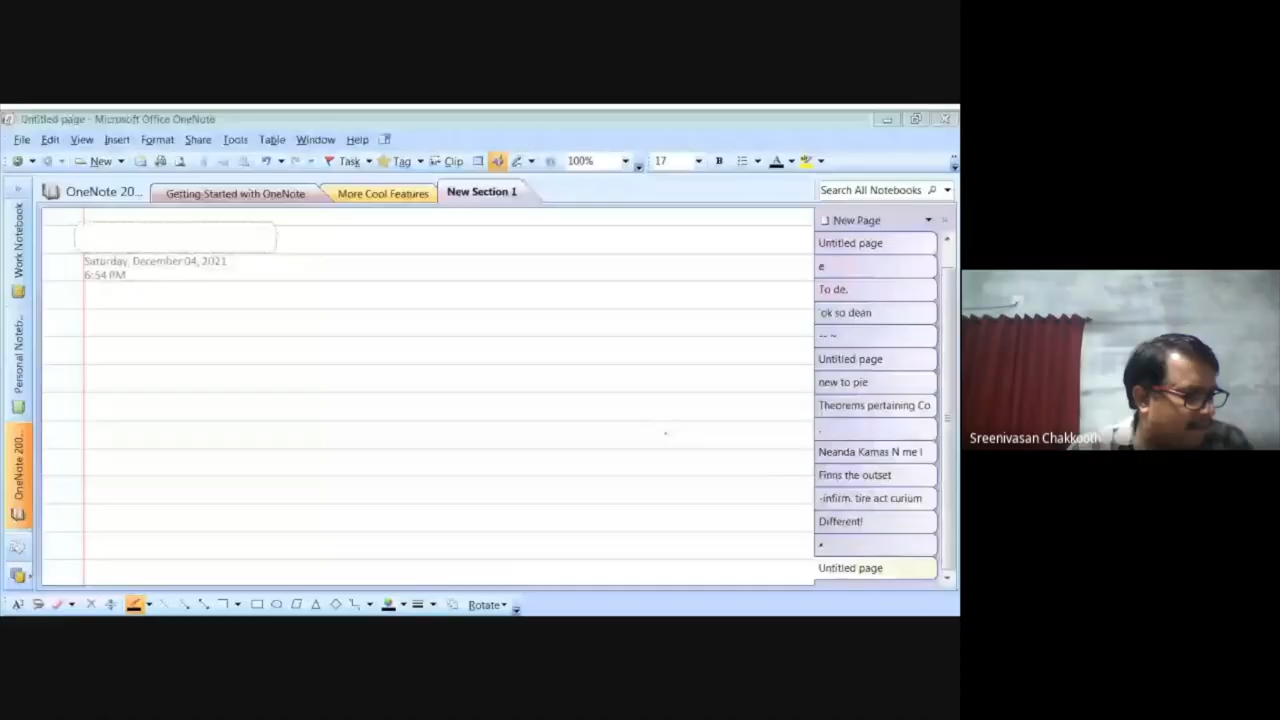 Untitled page - Microsoft Office OneNote
File Edit View Insert Format Share Tools Table Window Help
New Task Tag Clip 100% 17 B A
OneNote 20... Getting Started with OneNote More Cool Features New Section 1 Search All Notebooks
Work Notebook
Personal Noteb...
OneNote 200...
Saturday, December 04, 2021
6:54 PM
New Page
Untitled page
e
To de.
`ok so dean
-- ~
Untitled page
new to pie
Theorems pertaining Co
.
Neanda Kamas N me I
Finns the outset
-infirm. tire act curium
Different!
Untitled page
Rotate
Sreenivasan Chakkooth